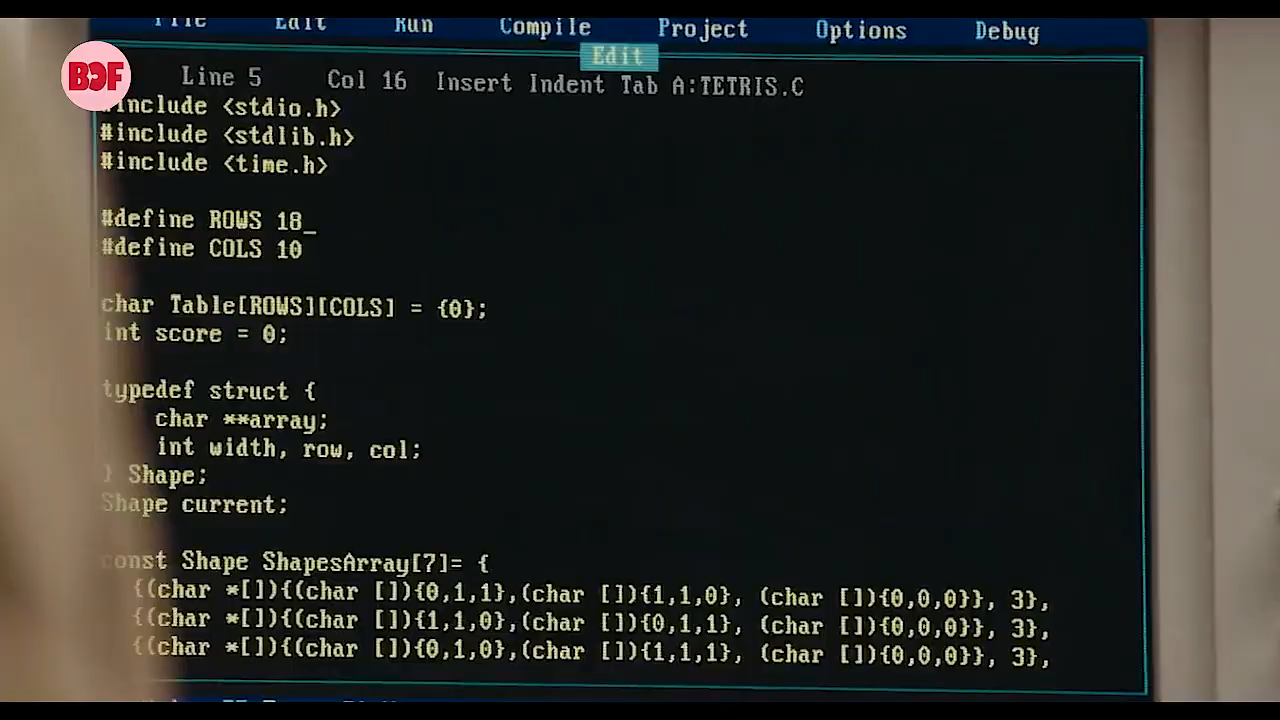 File Edit Run Compile Project Options Debug
Edit
BOF
Line 5 Col 16 Insert Indent Tab A:TETRIS.C
#include <stdio.h>
#include <stdlib.h>
#include <time.h>
#define ROWS 18_
#define COLS 10
char Table[ROWS][COLS] = {0};
int score = 0;
typedef struct {
char **array;
int width, row, col;
} Shape;
Shape current;
const Shape ShapesArray[7]= {
{(char *[]){(char []){0,1,1},(char []){1,1,0}, (char []){0,0,0}}, 3},
{(char *[]){(char []){1,1,0},(char []){0,1,1}, (char []){0,0,0}}, 3},
{(char *[]){(char []){0,1,0},(char []){1,1,1}, (char []){0,0,0}}, 3},